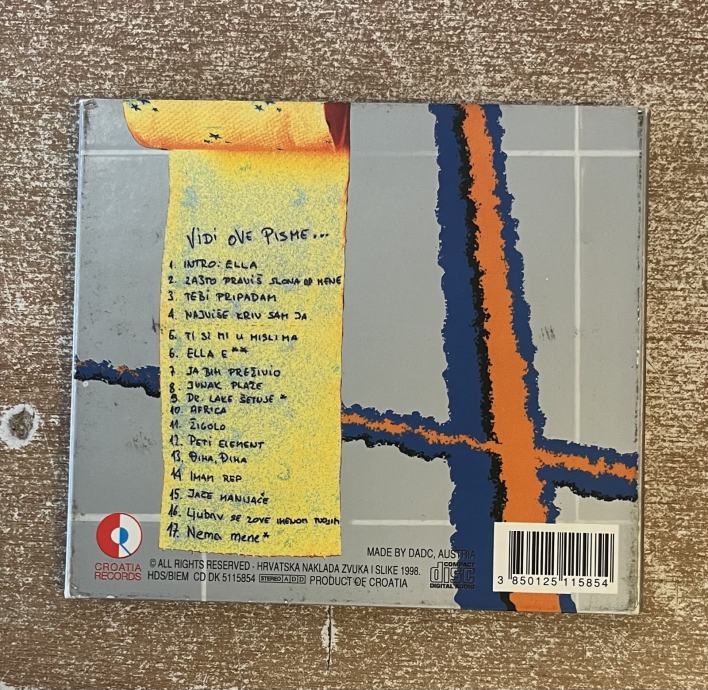 VIDI OVE PISME...
1. INTRO: ELLA
2. ZAŠTO PRAVIŠ SLONA OD MENE
3. TEBI PRIPADAM
4. NAJVIŠE KRIV SAM JA
5. TI SI MI U MISLIMA
6. ELLA E**
7. JA BIH PREŽIVIO
8. JUNAK PLAŽE
9. DR. LAKE ŠETUJE *
10. AFRICA
11. ŽIGOLO
12. PETI ELEMENT
13. ĐIHA, ĐIHA
14 IMAM REP
15. JAČE MANIJAČE
16. Ljubav SE ZOVE IMENOM TVOJIM
17. Nema mene*
CROATIA RECORDS
MADE BY DADC, AUSTRIA
© ALL RIGHTS RESERVED - HRVATSKA NAKLADA ZVUKA I SLIKE 1998.
HDS/BIEM CD DK 5115854 STEREO ADD PRODUCT OF CROATIA
COMPACT disc DIGITAL AUDIO
3 850125 115854